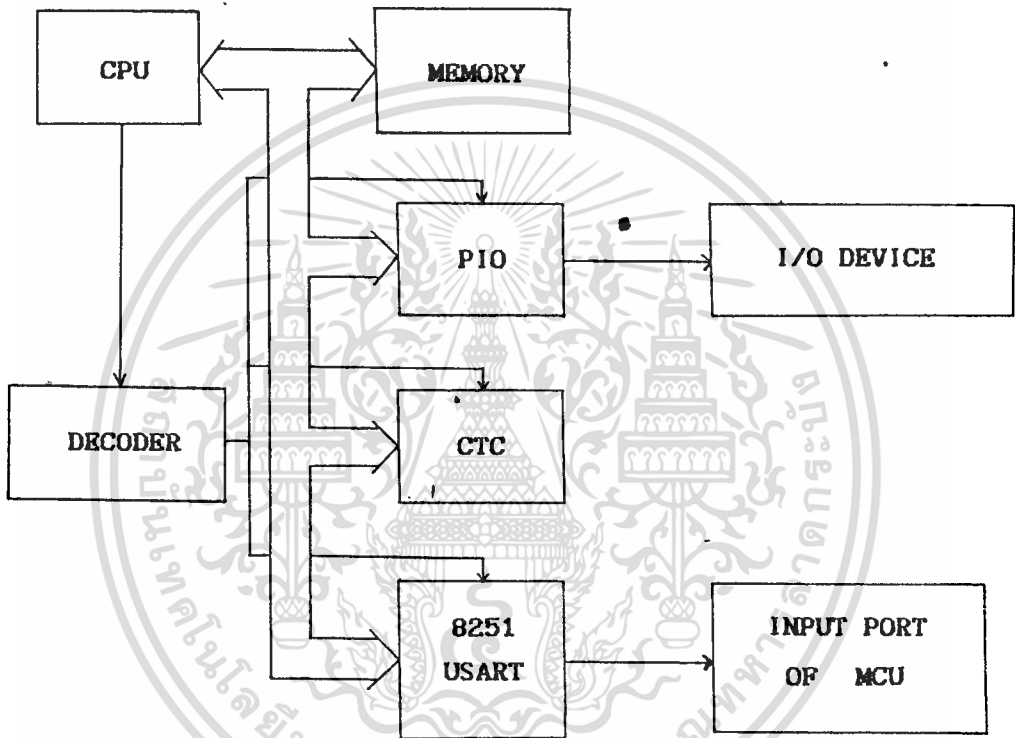 CPU
MEMORY
PIO
I/O DEVICE
DECODER
CTC
8251
USART
INPUT PORT
OF MCU